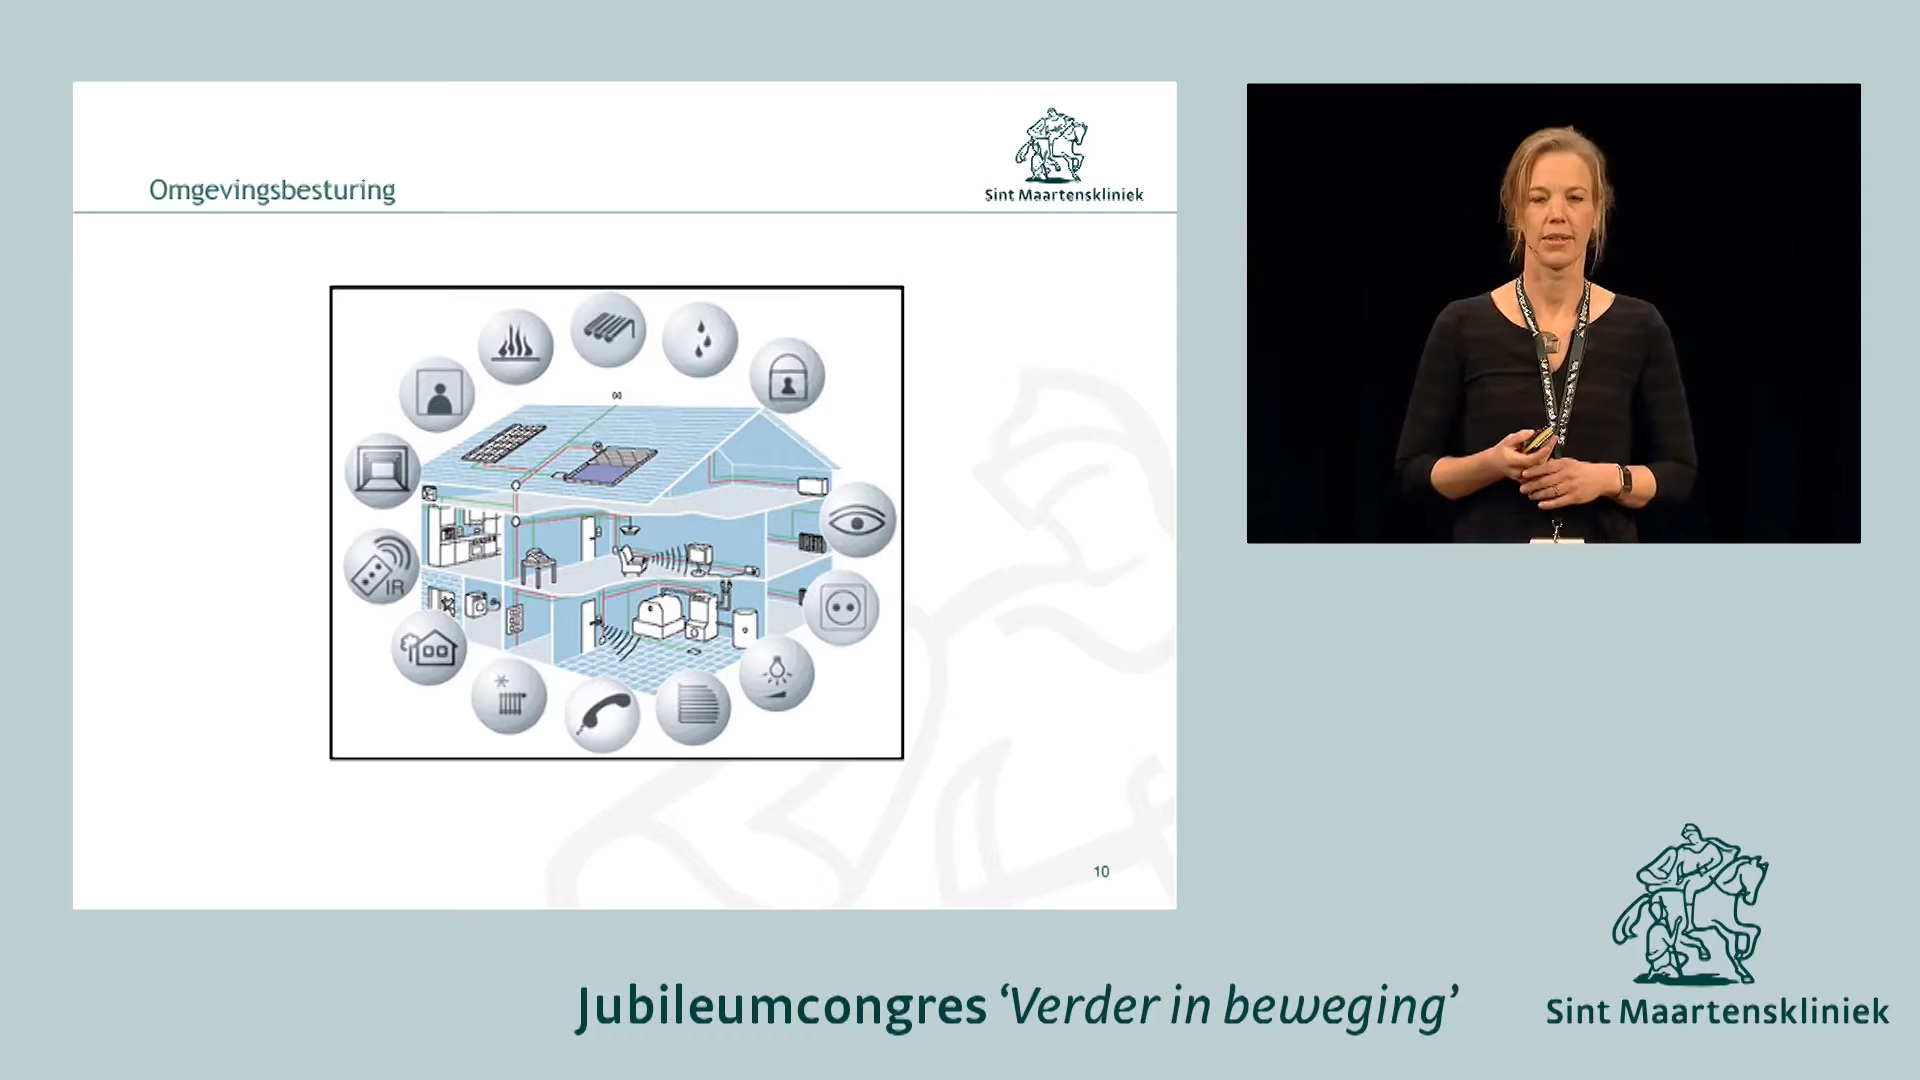 Omgevingsbesturing
Sint Maartenskliniek
IR
10
Jubileumcongres ‘Verder in beweging’
Sint Maartenskliniek